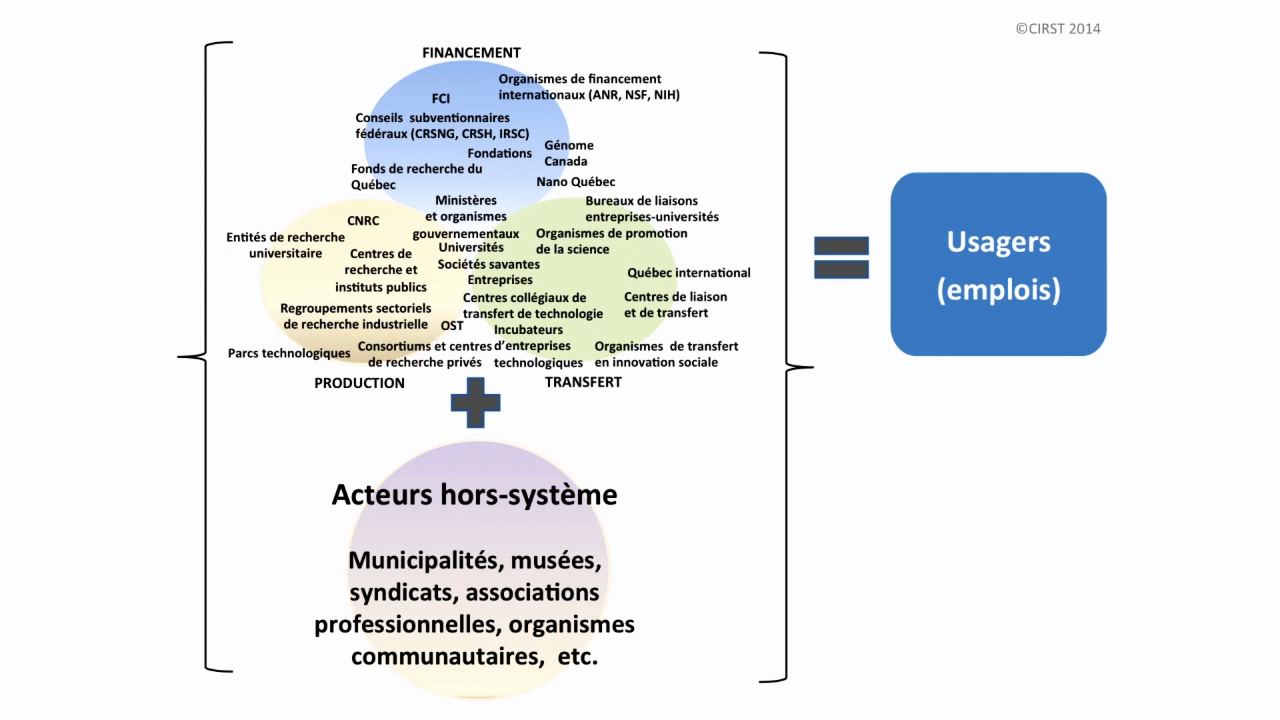 ©CIRST 2014
FINANCEMENT
Organismes de financement
internationaux (ANR, NSF, NIH)
FCI
Conseils subventionnaires
fédéraux (CRSNG, CRSH, IRSC)
Fondations
Génome
Canada
Fonds de recherche du
Québec
Nano Québec
Ministères
et organismes
gouvernementaux
Bureaux de liaisons
entreprises-universités
CNRC
Entités de recherche
universitaire
Organismes de promotion
de la science
Universités
Sociétés savantes
Entreprises
Centres de
recherche et
instituts publics
Québec international
Centres collégiaux de
transfert de technologie
Centres de liaison
et de transfert
Regroupements sectoriels
de recherche industrielle
OST
Incubateurs
d’entreprises
technologiques
Parcs technologiques
Consortiums et centres
de recherche privés
Organismes de transfert
en innovation sociale
PRODUCTION
TRANSFERT
Usagers
(emplois)
Acteurs hors-système
Municipalités, musées,
syndicats, associations
professionnelles, organismes
communautaires, etc.